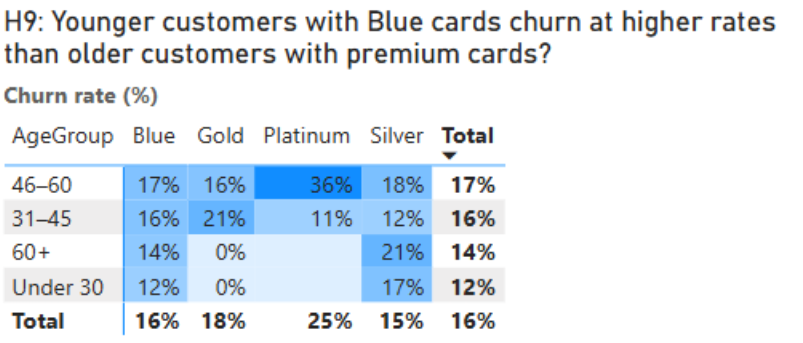 H9: Younger customers with Blue cards churn at higher rates
than older customers with premium cards?
Churn rate (%)
AgeGroup Blue Gold Platinum Silver Total
46–60 17% 16% 36% 18% 17%
31–45 16% 21% 11% 12% 16%
60+ 14% 0% 21% 14%
Under 30 12% 0% 17% 12%
Total 16% 18% 25% 15% 16%